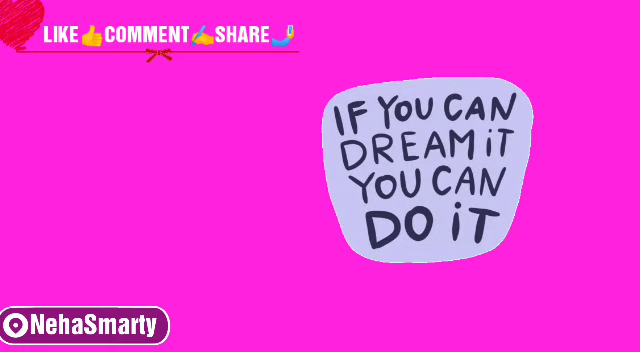 LIKE👍COMMENT✍️SHARE🤳
IF YOU CAN
DREAM iT
YOU CAN
DO iT
NehaSmarty